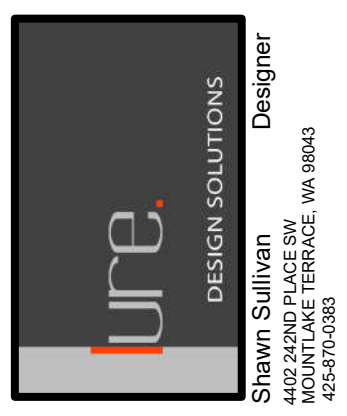 lure.
DESIGN SOLUTIONS
Shawn Sullivan Designer
4402 242ND PLACE SW
MOUNTLAKE TERRACE, WA 98043
425-870-0383